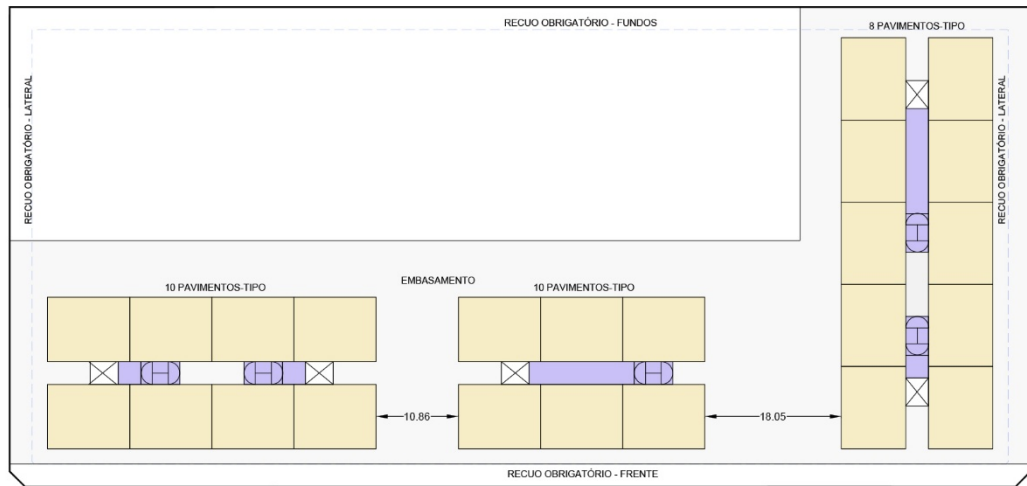 RECUO OBRIGATÓRIO - FUNDOS
8 PAVIMENTOS-TIPO
RECUO OBRIGATÓRIO - LATERAL
RECUO OBRIGATÓRIO - LATERAL
EMBASAMENTO
10 PAVIMENTOS-TIPO
10 PAVIMENTOS-TIPO
10.86
18.05
RECUO OBRIGATÓRIO - FRENTE